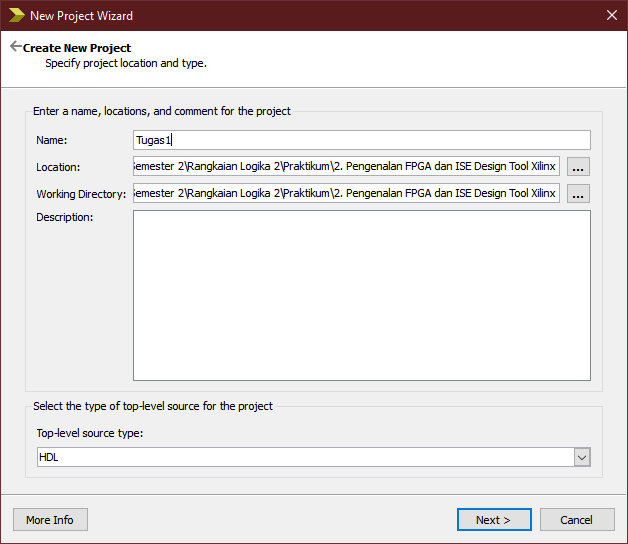 New Project Wizard
Create New Project
Specify project location and type.
Enter a name, locations, and comment for the project
Name: Tugas1
Location: Semester 2\Rangkaian Logika 2\Praktikum\2. Pengenalan FPGA dan ISE Design Tool Xilinx ...
Working Directory: Semester 2\Rangkaian Logika 2\Praktikum\2. Pengenalan FPGA dan ISE Design Tool Xilinx ...
Description:
Select the type of top-level source for the project
Top-level source type:
HDL
More Info Next > Cancel